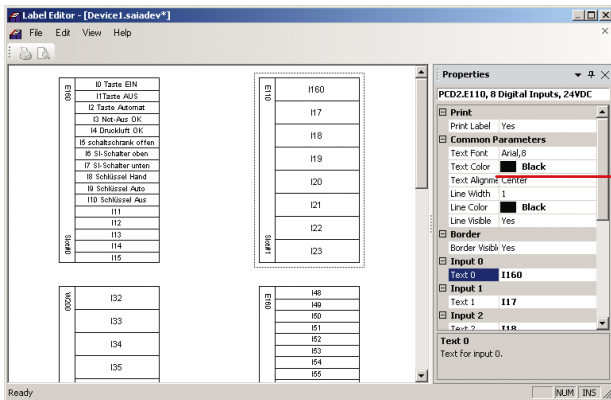 Label Editor - [Device1.saiadev*]
File Edit View Help
E160
I0 Taste EIN
I1Taste AUS
I2 Taste Automat
I3 Not-Aus OK
I4 Druckluft OK
I5 schaltschrank offen
I6 SI-Schalter oben
I7 SI-Schalter unten
I8 Schlüssel Hand
I9 Schlüssel Auto
I10 Schlüssel Aus
I11
I12
I13
I14
I15
Slot#0
E110
I160
I17
I18
I19
I20
I21
I22
I23
Slot#1
W200
I32
I33
I34
I35
E160
I48
I49
I50
I51
I52
I53
I54
I55
Properties
PCD2.E110, 8 Digital Inputs, 24VDC
Print
Print Label Yes
Common Parameters
Text Font Arial,8
Text Color Black
Text Alignme Center
Line Width 1
Line Color Black
Line Visible Yes
Border
Border Visibl Yes
Input 0
Text 0 I160
Input 1
Text 1 I17
Input 2
Text 2 I18
Text 0
Text for input 0.
Ready
NUM INS